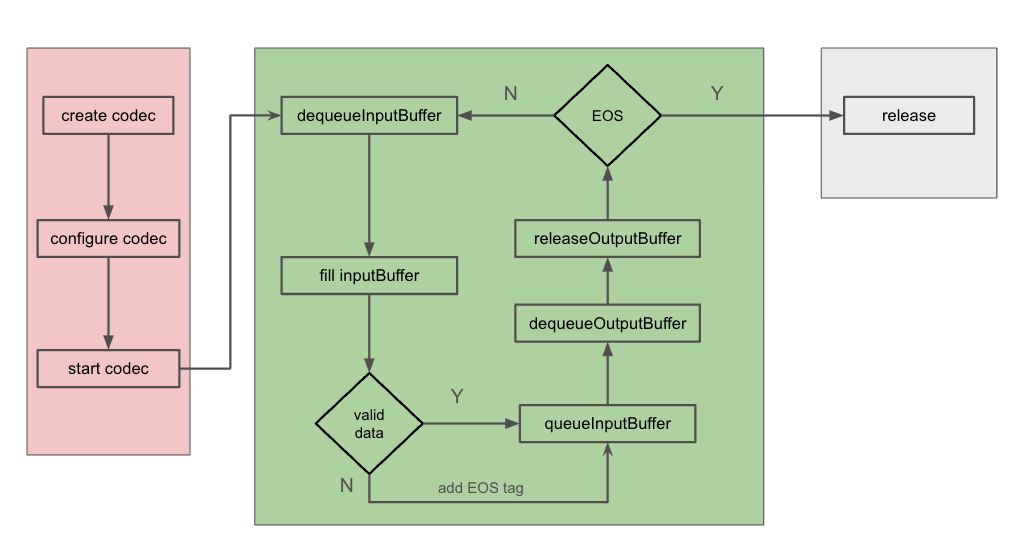 create codec
configure codec
start codec
dequeueInputBuffer
fill inputBuffer
valid
data
Y
N
add EOS tag
queueInputBuffer
dequeueOutputBuffer
releaseOutputBuffer
EOS
N
Y
release